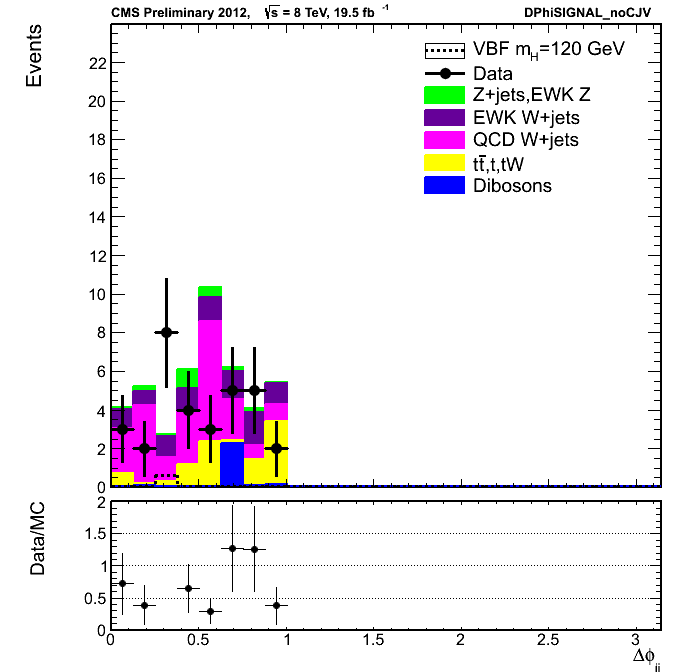 CMS Preliminary 2012, √s = 8 TeV, 19.5 fb⁻¹ DPhiSIGNAL_noCJV
Events
22
20
18
16
14
12
10
8
6
4
2
0
VBF m_H=120 GeV
Data
Z+jets,EWK Z
EWK W+jets
QCD W+jets
tt̄,t,tW
Dibosons
Data/MC
2
1.5
1
0.5
0
0 0.5 1 1.5 2 2.5 3
Δϕ_jj